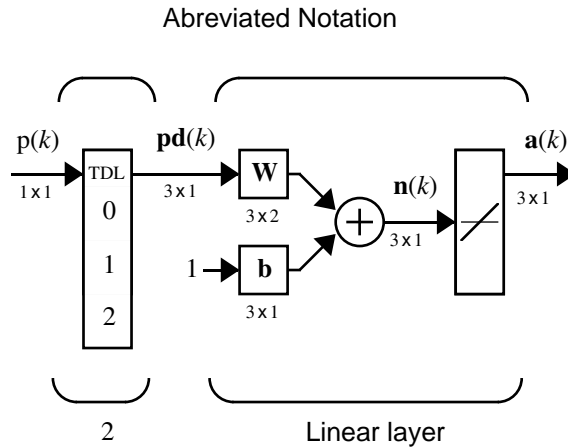 Abreviated Notation
p(k) pd(k) W n(k) a(k)
TDL
1 x 1 3 x 1 3 x 2 3 x 1 3 x 1
0
1
2
1 b
3 x 1
2 Linear layer